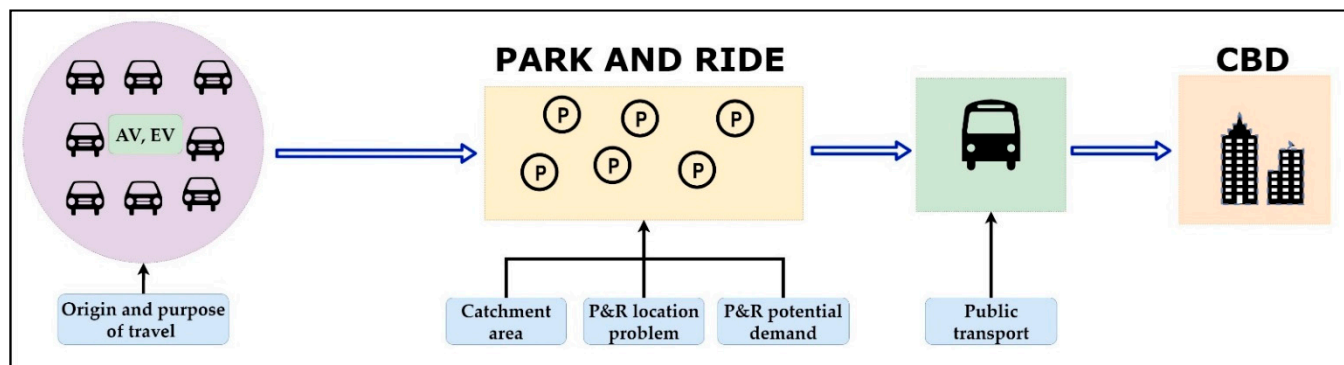 PARK AND RIDE
CBD
AV, EV
P
P
P
P
P
P
Origin and purpose
of travel
Catchment
area
P&R location
problem
P&R potential
demand
Public
transport